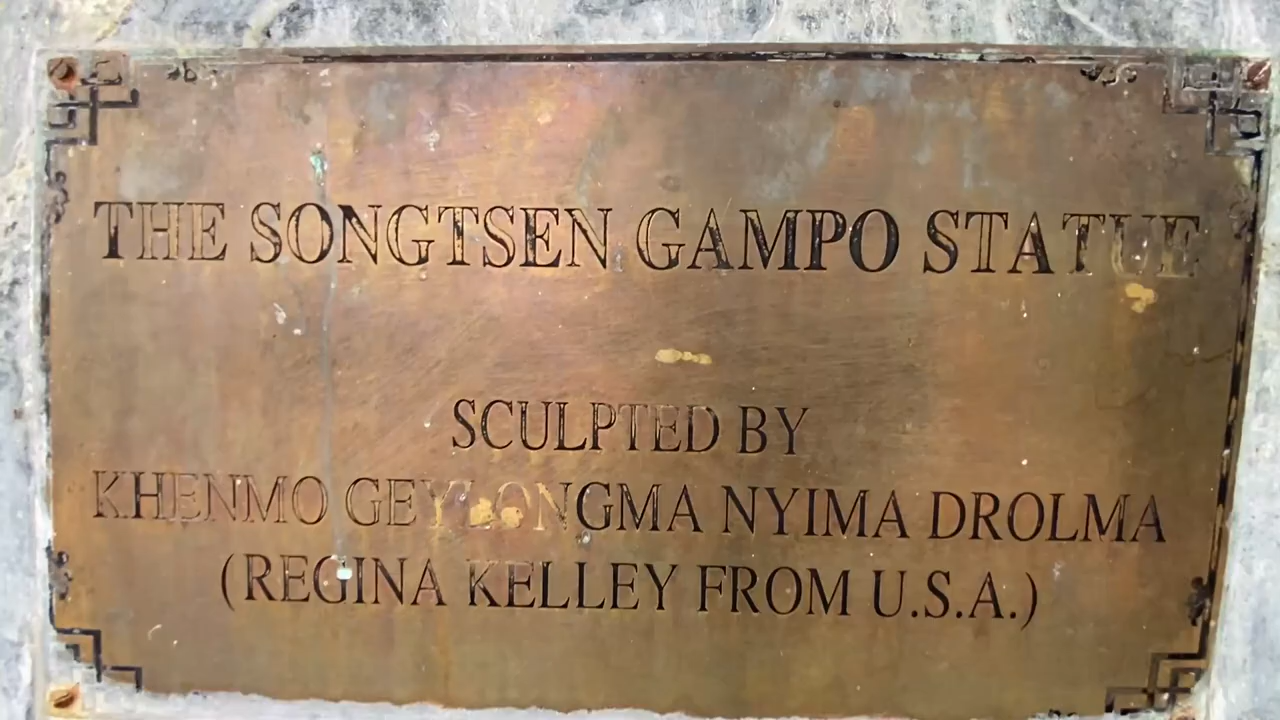 THE SONGTSEN GAMPO STATUE
SCULPTED BY
KHENMO GEYLONGMA NYIMA DROLMA
(REGINA KELLEY FROM U.S.A.)